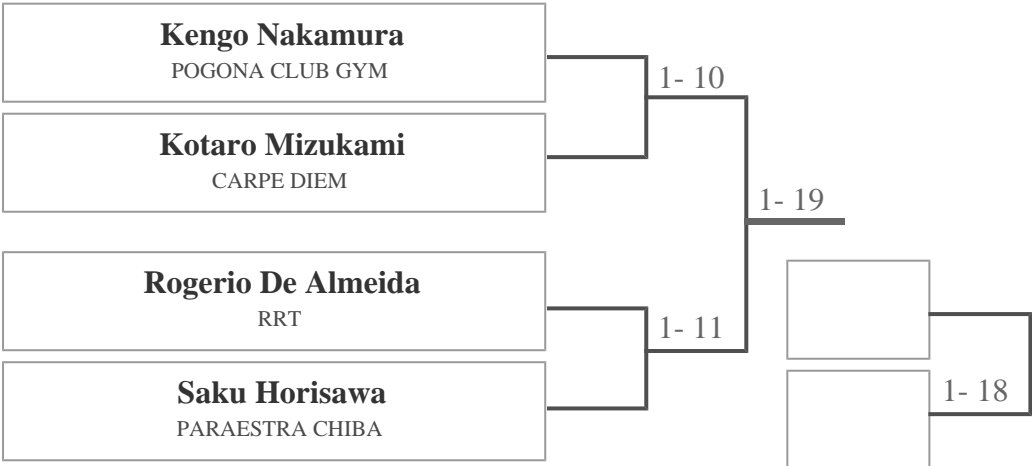 Kengo Nakamura
POGONA CLUB GYM
1- 10
Kotaro Mizukami
CARPE DIEM
1- 19
Rogerio De Almeida
RRT
1- 11
Saku Horisawa
PARAESTRA CHIBA
1- 18